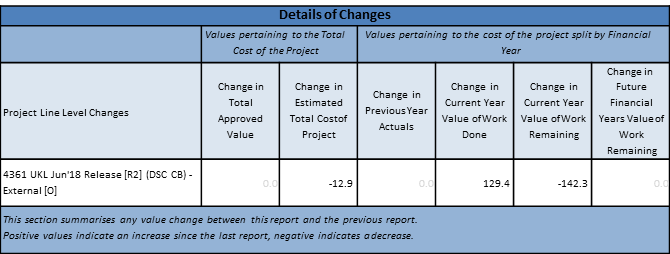 Details of Changes
Values pertaining to the Total
Cost of the Project
Values pertaining to the cost of the project split by Financial
Year
Project Line Level Changes
Change in
Total
Approved
Value
Change in
Estimated
Total Costof
Project
Change in
PreviousYear
Actuals
Change in
Current Year
Value ofWork
Done
Change in
Current Year
Value ofWork
Remaining
Change in
Future
Financial
Years Valueof
Work
Remaining
4361 UKL Jun'18 Release [R2] (DSC CB) -
External [O]
0.0
-12.9
0.0
129.4
-142.3
0.0
This section summarises any value change between this report and the previous report.
Positive values indicate an increase since the last report, negative indicates adecrease.